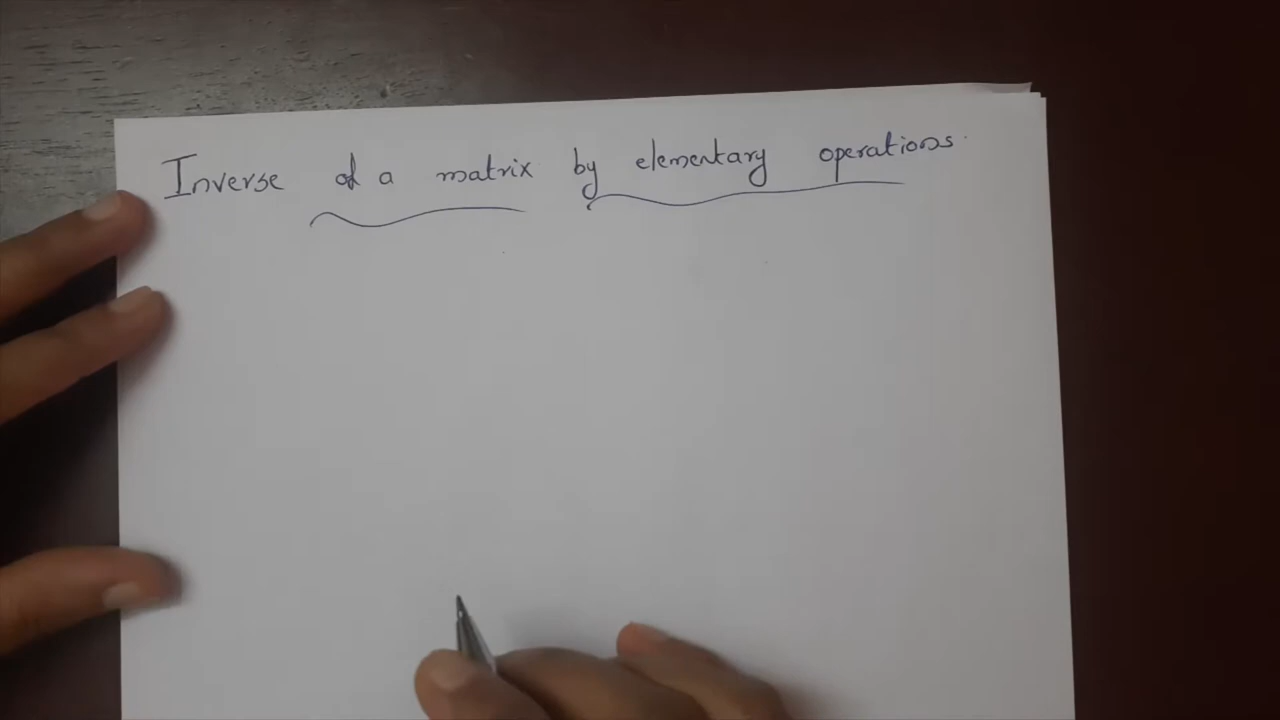 Inverse of a matrix by elementary operations.